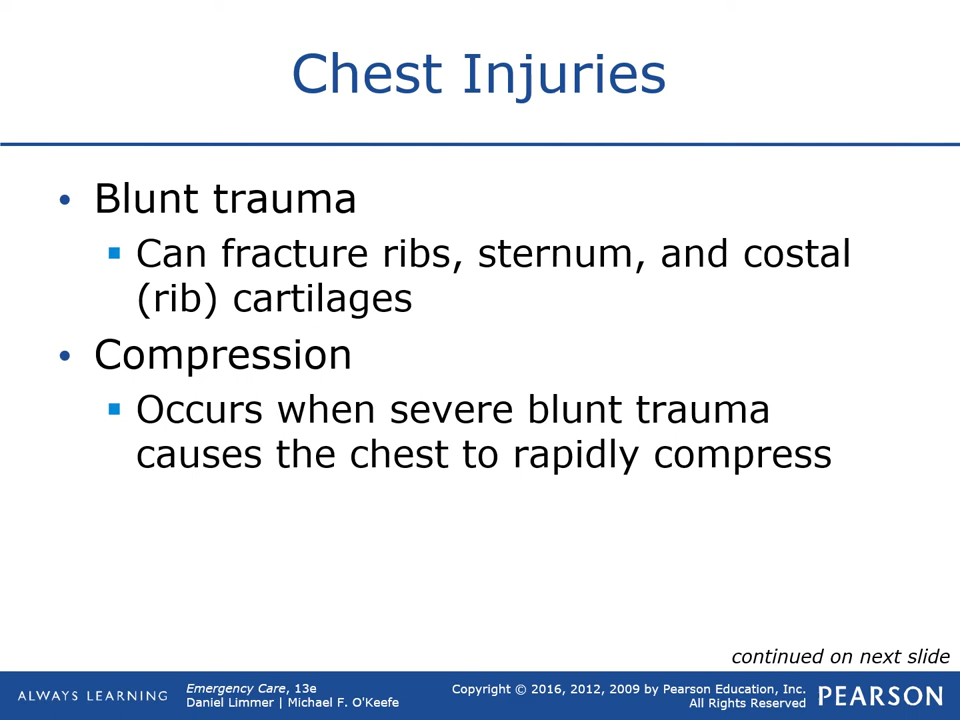 Chest Injuries
• Blunt trauma
▪ Can fracture ribs, sternum, and costal
(rib) cartilages
• Compression
▪ Occurs when severe blunt trauma
causes the chest to rapidly compress
continued on next slide
ALWAYS LEARNING
Emergency Care, 13e
Daniel Limmer | Michael F. O'Keefe
Copyright © 2016, 2012, 2009 by Pearson Education, Inc.
All Rights Reserved
PEARSON